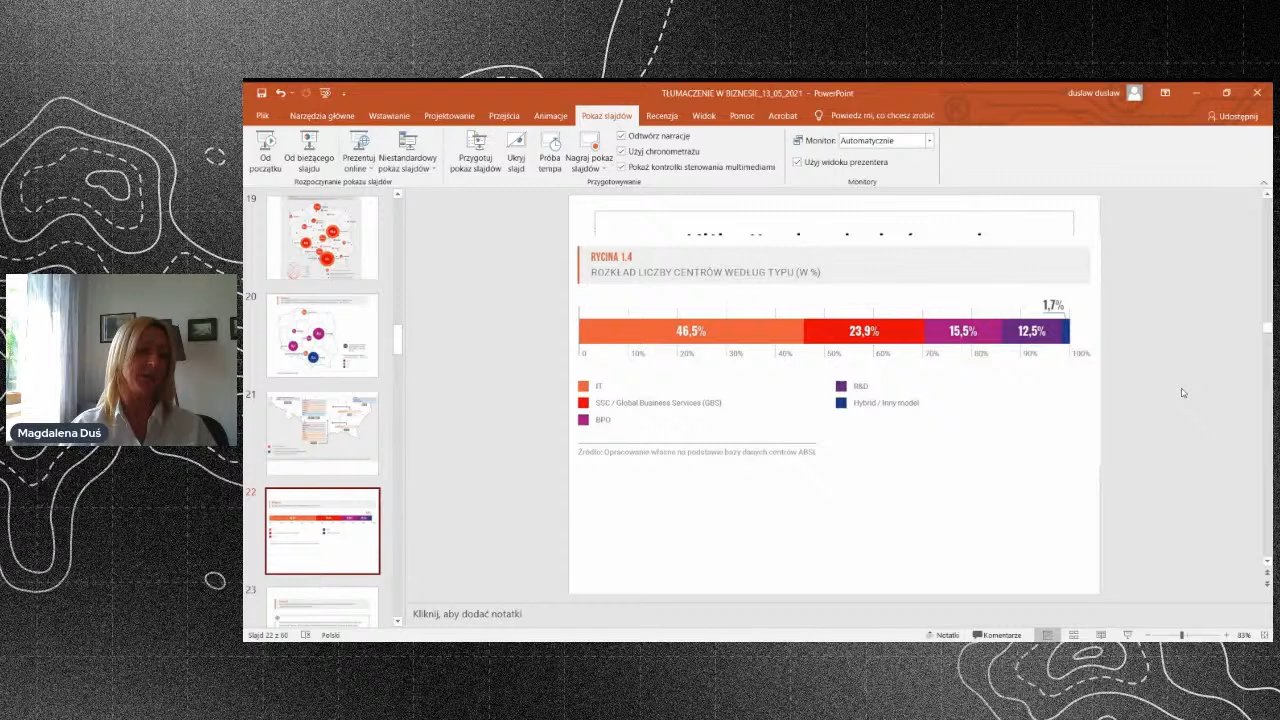 TŁUMACZENIE W BIZNESIE_13_05_2021 - PowerPoint
dusław dusław
Plik Narzędzia główne Wstawianie Projektowanie Przejścia Animacje Pokaz slajdów Recenzja Widok Pomoc Acrobat Powiedz mi, co chcesz zrobić Udostępnij
Od początku
Od bieżącego slajdu
Prezentuj online
Niestandardowy pokaz slajdów
Rozpoczynanie pokazu slajdów
Przygotuj pokaz slajdów
Ukryj slajd
Próba tempa
Nagraj pokaz slajdów
Odtwórz narrację
Użyj chronometrażu
Pokaż kontrolki sterowania multimediami
Przygotowywanie
Monitor: Automatycznie
Użyj widoku prezentera
Monitory
19
20
21
22
23
RYCINA 1.4
ROZKŁAD LICZBY CENTRÓW WEDŁUG TYPU (W %)
1,7%
46,5% 23,9% 15,5% 12,5%
0 10% 20% 30% 40% 50% 60% 70% 80% 90% 100%
IT
SSC / Global Business Services (GBS)
BPO
R&D
Hybrid / Inny model
Źródło: Opracowanie własne na podstawie bazy danych centrów ABSL
Magdalena Duś
Kliknij, aby dodać notatki
Slajd 22 z 60 Polski Notatki Komentarze 83%